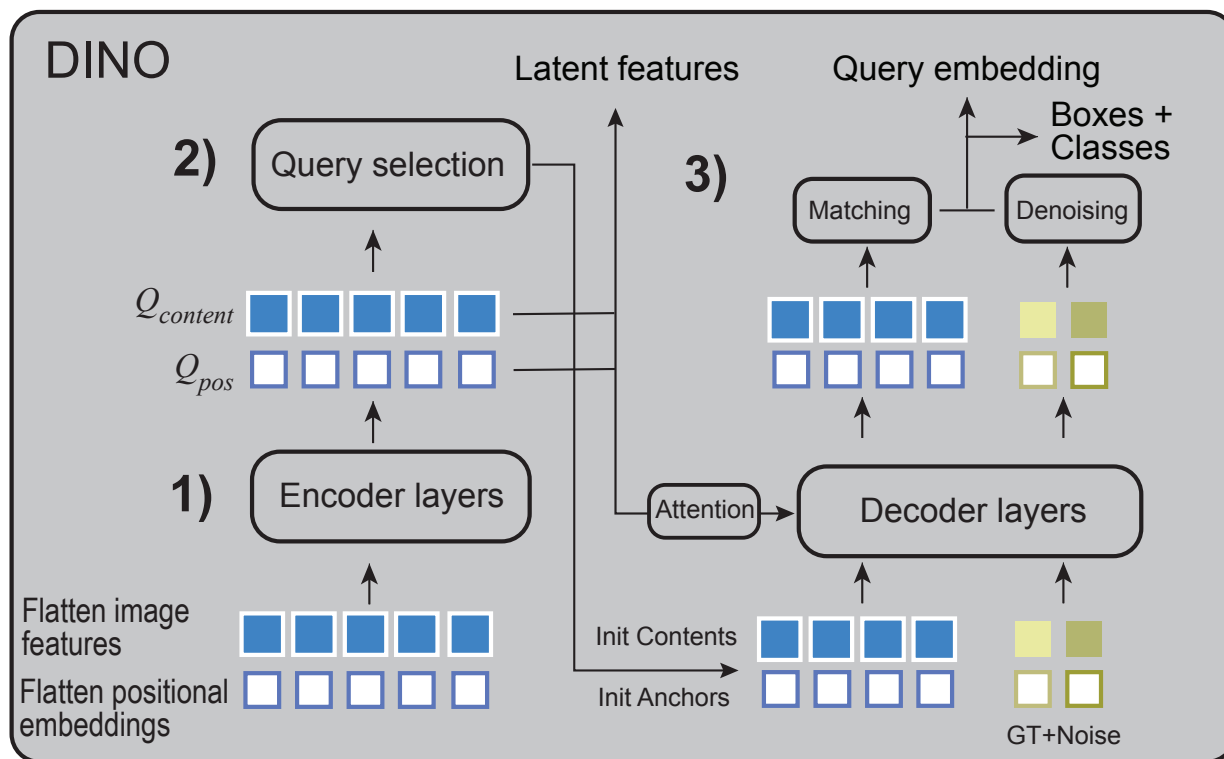 DINO
Latent features
Query embedding
Boxes +
Classes
2)
Query selection
3)
Matching
Denoising
Q_content
Q_pos
1)
Encoder layers
Attention
Decoder layers
Flatten image
features
Init Contents
Flatten positional
embeddings
Init Anchors
GT+Noise